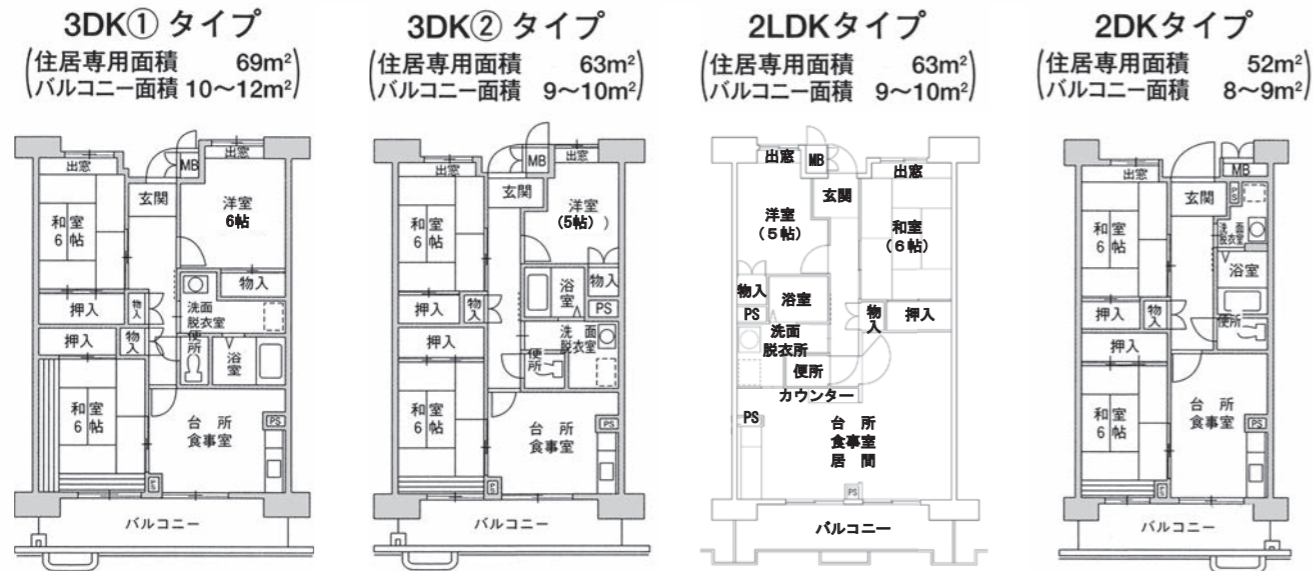 3DK① タイプ
(住居専用面積 69m²
バルコニー面積 10〜12m²)
出窓
MB
出窓
玄関
洋室
6帖
和室
6帖
物入
押入
物入
洗面
脱衣室
押入
物入
便所
浴室
和室
6帖
台所
食事室
PS
PS
バルコニー
3DK② タイプ
(住居専用面積 63m²
バルコニー面積 9〜10m²)
出窓
MB
出窓
玄関
洋室
(5帖) )
和室
6帖
浴室
物入
押入
物入
PS
押入
洗面
脱衣室
便所
和室
6帖
台所
食事室
PS
PS
バルコニー
2LDKタイプ
(住居専用面積 63m²
バルコニー面積 9〜10m²)
出窓
MB
出窓
玄関
洋室
(5帖)
和室
(6帖)
物入
浴室
PS
物入
押入
洗面
脱衣所
便所
カウンター
PS
台所
食事室
居間
PS
バルコニー
2DKタイプ
(住居専用面積 52m²
バルコニー面積 8〜9m²)
出窓
MB
玄関
PS
和室
6帖
洗面
脱衣室
浴室
押入
物入
便所
押入
和室
6帖
台所
食事室
PS
PS
バルコニー